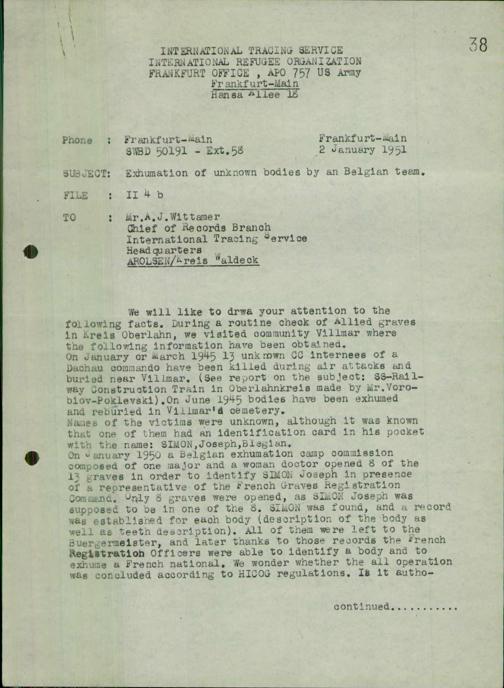 38
INTERNATIONAL TRACING SERVICE
INTERNATIONAL REFUGEE ORGANIZATION
FRANKFURT OFFICE , APO 757 US Army
Frankfurt-Main
Hansa Allee 18
Phone : Frankfurt-Main Frankfurt-Main
SWBD 50191 - Ext.58 2 January 1951
SUBJECT: Exhumation of unknown bodies by an Belgian team.
FILE : II 4 b
TO : Mr.A.J.Wittamer
Chief of Records Branch
International Tracing Service
Headquarters
AROLSEN/Kreis Waldeck
We will like to drwa your attention to the
following facts. During a routine check of Allied graves
in Kreis Oberlahn, we visited community Villmar where
the following information have been obtained.
On January or March 1945 13 unknown CC internees of a
Dachau commando have been killed during air attacks and
buried near Villmar. (See report on the subject: SS-Rail-
way Construction Train in Oberlahnkreis made by Mr.Voro-
biov-Poklevski).On June 1945 bodies have been exhumed
and reburied in Villmar'd cemetery.
Names of the victims were unknown, although it was known
that one of them had an identification card in his pocket
with the name: SIMON,Joseph,Blegian.
On January 1950 a Belgian exhumation camp commission
composed of one major and a woman doctor opened 8 of the
13 graves in order to identify SIMON Joseph in presence
of a representative of the French Graves Registration
Command. Only 8 graves were opened, as SIMON Joseph was
supposed to be in one of the 8. SIMON was found, and a record
was established for each body (description of the body as
well as teeth description). All of them were left to the
Buergermeister, and later thanks to those records the French
Registration Officers were able to identify a body and to
exhume a French national. We wonder whether the all operation
was concluded according to HICOG regulations. Is it autho-
continued...........